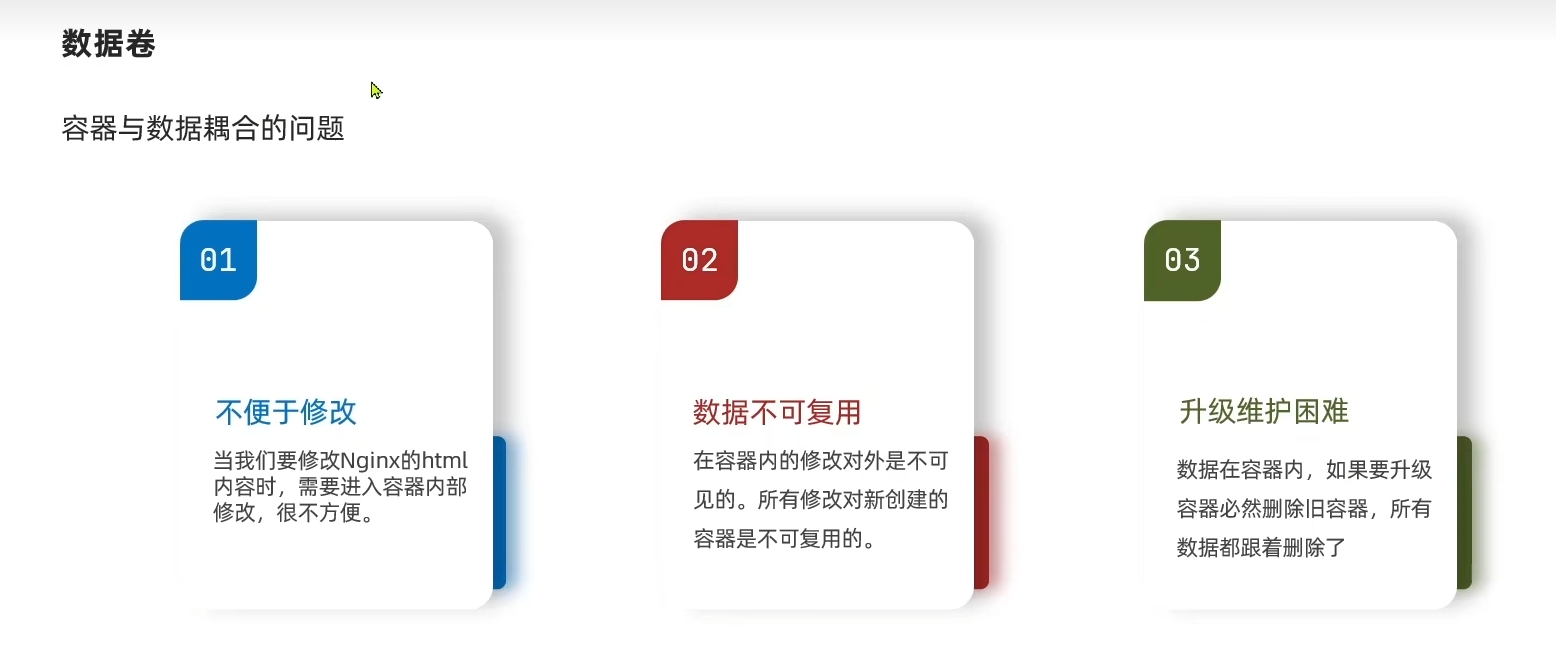 数据卷
容器与数据耦合的问题
01
不便于修改
当我们要修改Nginx的html
内容时，需要进入容器内部
修改，很不方便。
02
数据不可复用
在容器内的修改对外是不可
见的。所有修改对新创建的
容器是不可复用的。
03
升级维护困难
数据在容器内，如果要升级
容器必然删除旧容器，所有
数据都跟着删除了